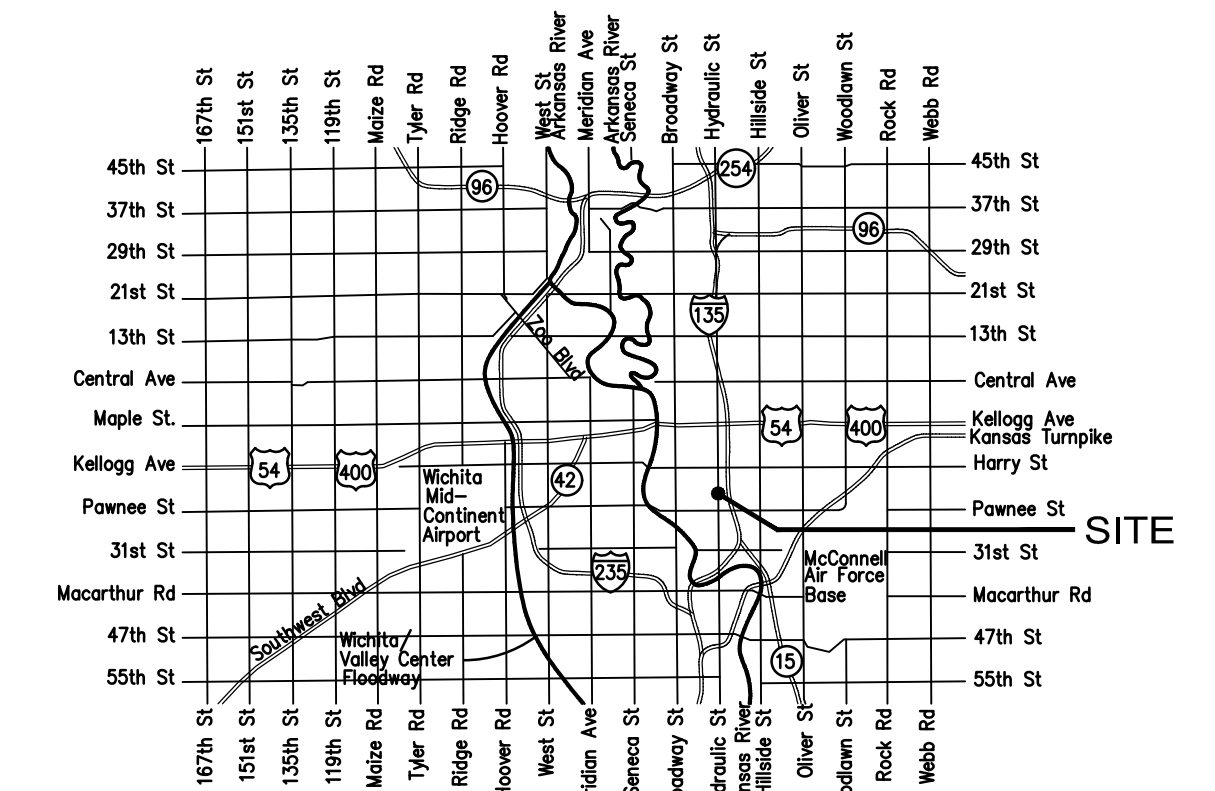 167th St
151st St
135th St
119th St
Maize Rd
Tyler Rd
Ridge Rd
Hoover Rd
West St
Arkansas River
Meridian Ave
Arkansas River
Seneca St
Broadway St
Hydraulic St
Hillside St
Oliver St
Woodlawn St
Rock Rd
Webb Rd
45th St
254
45th St
96
37th St
37th St
96
29th St
29th St
21st St
21st St
135
13th St
Zoo Blvd
13th St
Central Ave
Central Ave
Maple St.
54
400
Kellogg Ave
Kansas Turnpike
Kellogg Ave
54
400
Harry St
Wichita
Mid-
Continent
Airport
42
Pawnee St
Pawnee St
SITE
31st St
31st St
235
McConnell
Air Force
Base
Macarthur Rd
Macarthur Rd
Southwest Blvd
47th St
47th St
Wichita/
Valley Center
Floodway
15
55th St
55th St
167th St
151st St
135th St
119th St
Maize Rd
Tyler Rd
Ridge Rd
Hoover Rd
West St
ridian Ave
Seneca St
oadway St
draulic St
nsas River
Hillside St
Oliver St
odlawn St
Rock Rd
Webb Rd